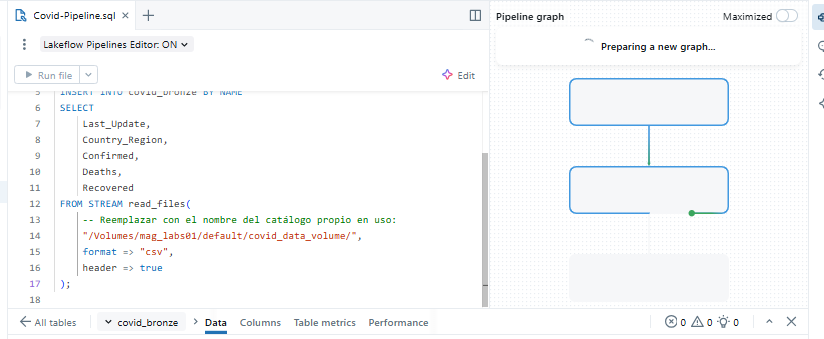 Covid-Pipeline.sql
Lakeflow Pipelines Editor: ON
Run file
Edit
5 INSERT INTO covid_bronze BY NAME
6 SELECT
7 Last_Update,
8 Country_Region,
9 Confirmed,
10 Deaths,
11 Recovered
12 FROM STREAM read_files(
13 -- Reemplazar con el nombre del catálogo propio en uso:
14 "/Volumes/mag_labs01/default/covid_data_volume/",
15 format => "csv",
16 header => true
17 );
18
Pipeline graph
Maximized
Preparing a new graph...
All tables
covid_bronze
Data
Columns
Table metrics
Performance
0
0
0